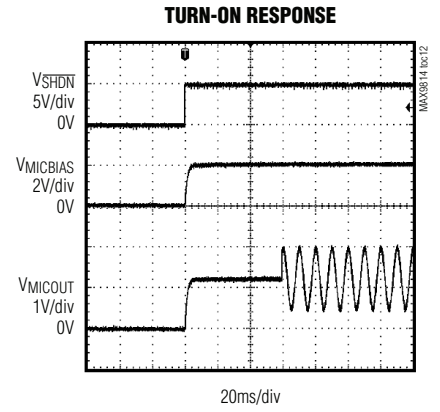 TURN-ON RESPONSE
MAX9814 toc12
T
VSHDN
5V/div
0V
VMICBIAS
2V/div
0V
VMICOUT
1V/div
0V
20ms/div